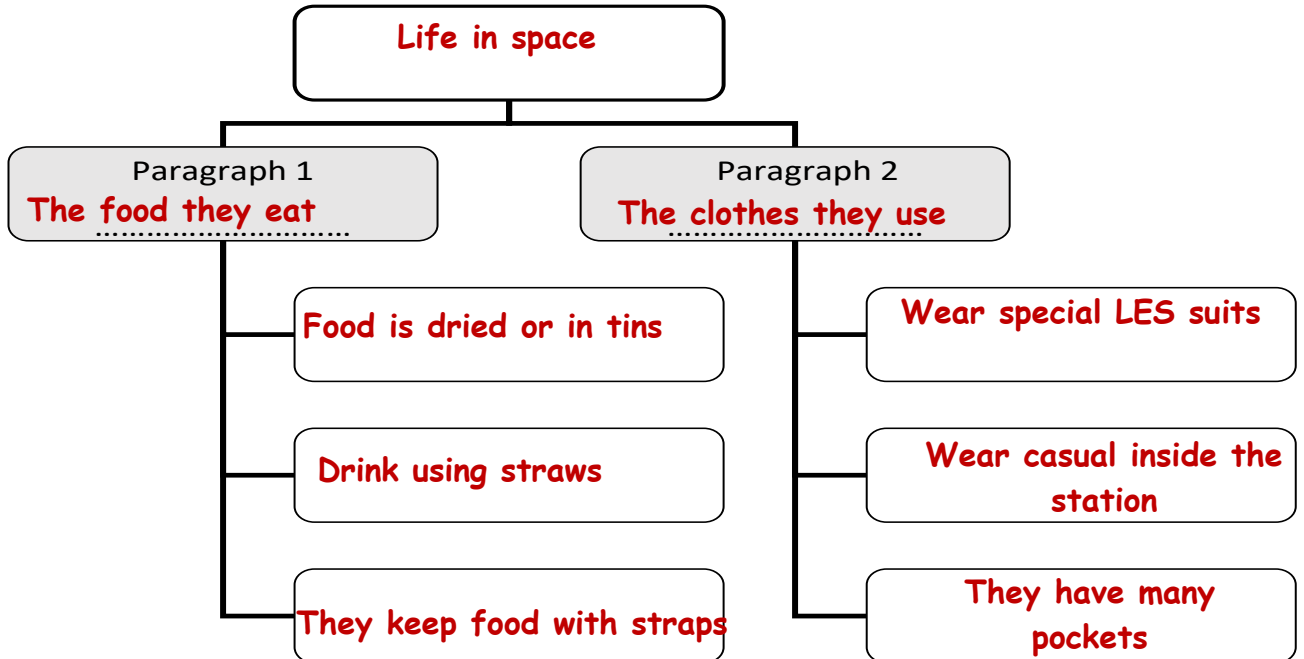 Life in space
Paragraph 1
The food they eat
..............................
Food is dried or in tins
Drink using straws
They keep food with straps
Paragraph 2
The clothes they use
..............................
Wear special LES suits
Wear casual inside the
station
They have many
pockets